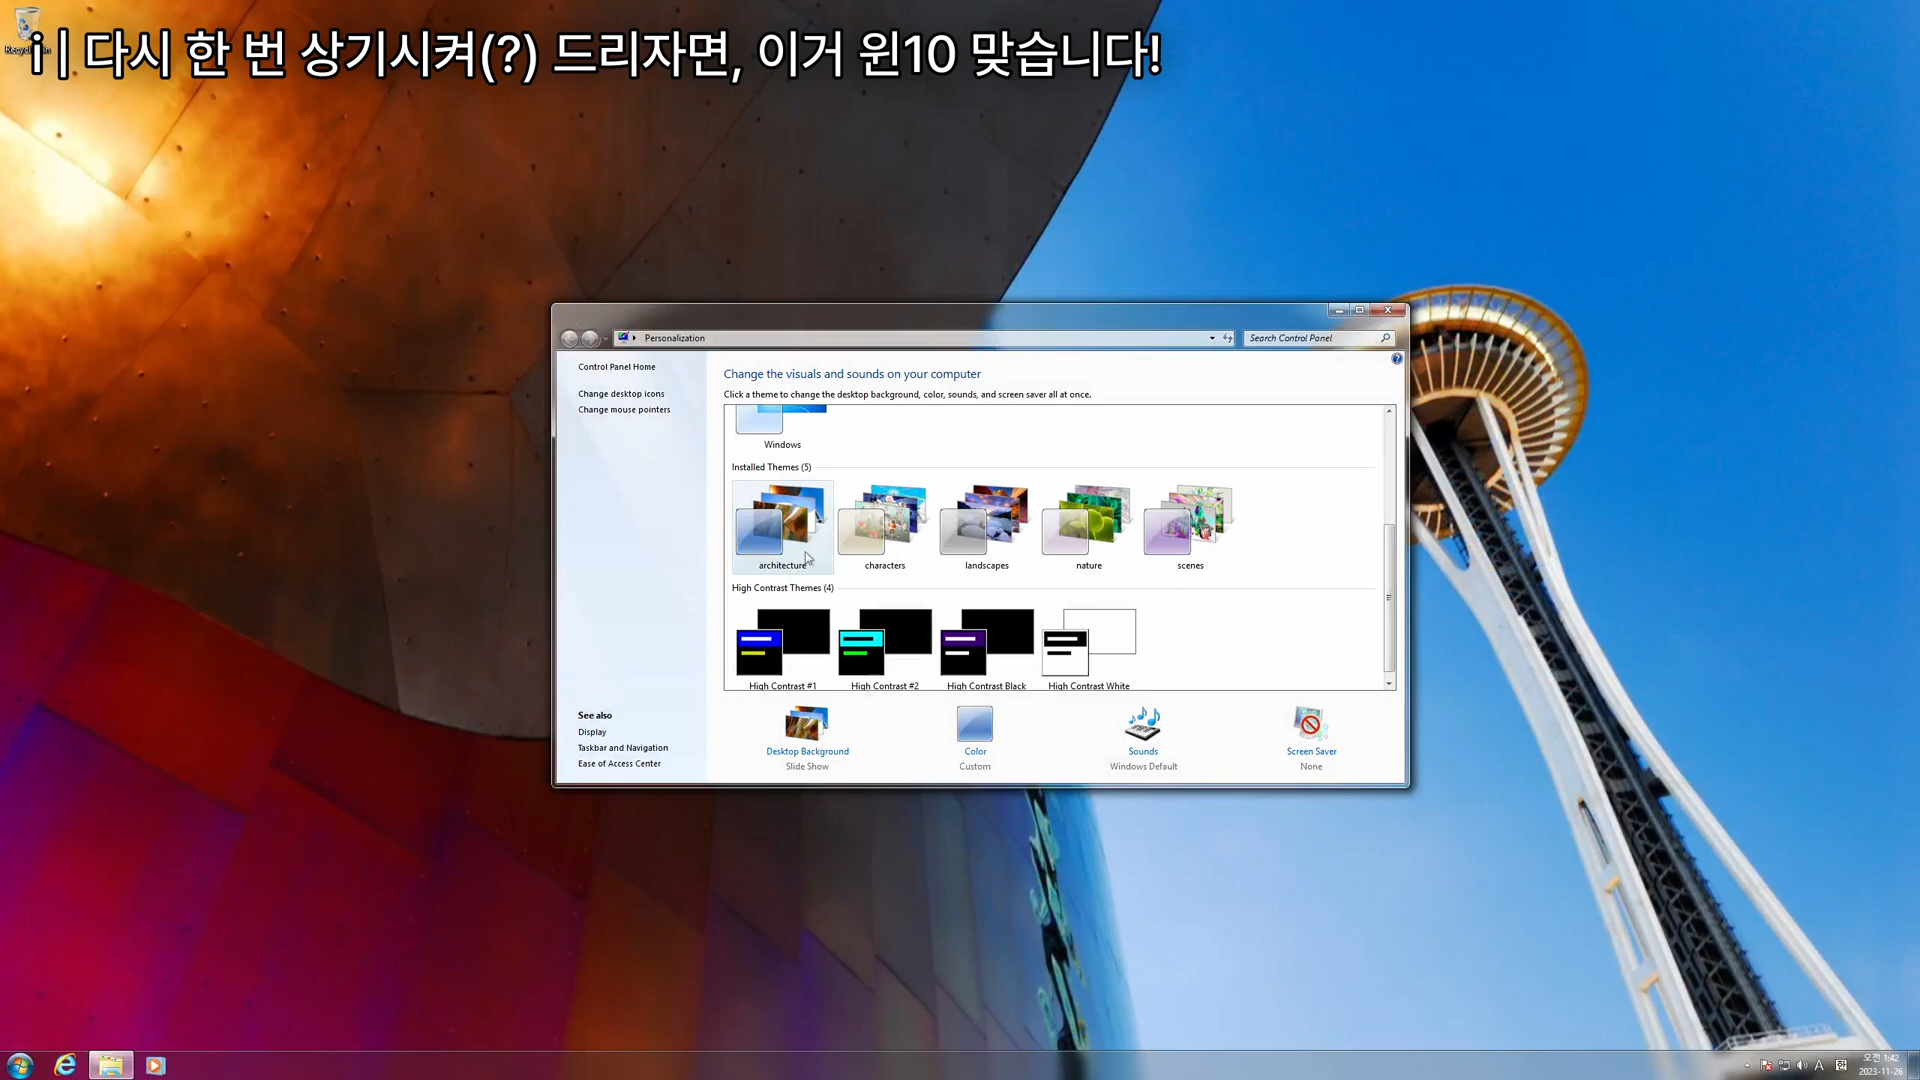 i | 다시 한 번 상기시켜(?) 드리자면, 이거 윈10 맞습니다!
Personalization
Search Control Panel
Control Panel Home
Change desktop icons
Change mouse pointers
Change the visuals and sounds on your computer
Click a theme to change the desktop background, color, sounds, and screen saver all at once.
Windows
Installed Themes (5)
architecture
characters
landscapes
nature
scenes
High Contrast Themes (4)
High Contrast #1
High Contrast #2
High Contrast Black
High Contrast White
See also
Display
Taskbar and Navigation
Ease of Access Center
Desktop Background
Slide Show
Color
Custom
Sounds
Windows Default
Screen Saver
None
A
오전 1:42
2023-11-26